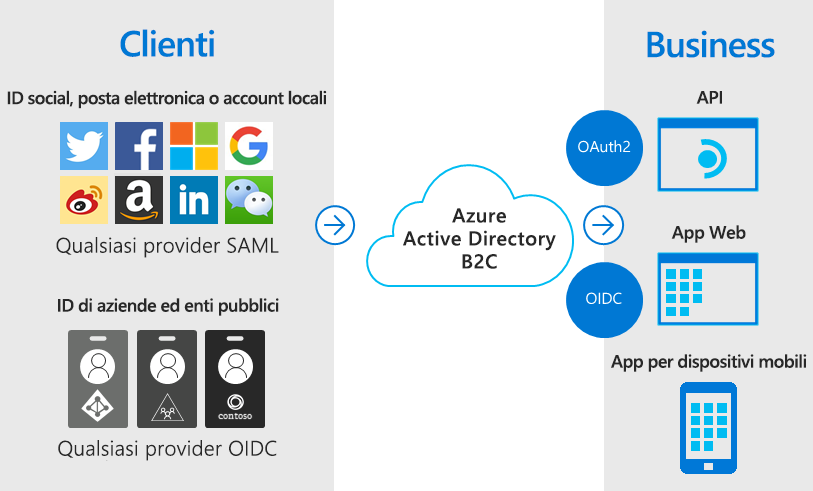 Clienti
ID social, posta elettronica o account locali
Qualsiasi provider SAML
ID di aziende ed enti pubblici
contoso
Qualsiasi provider OIDC
Azure
Active Directory
B2C
Business
API
OAuth2
App Web
OIDC
App per dispositivi mobili